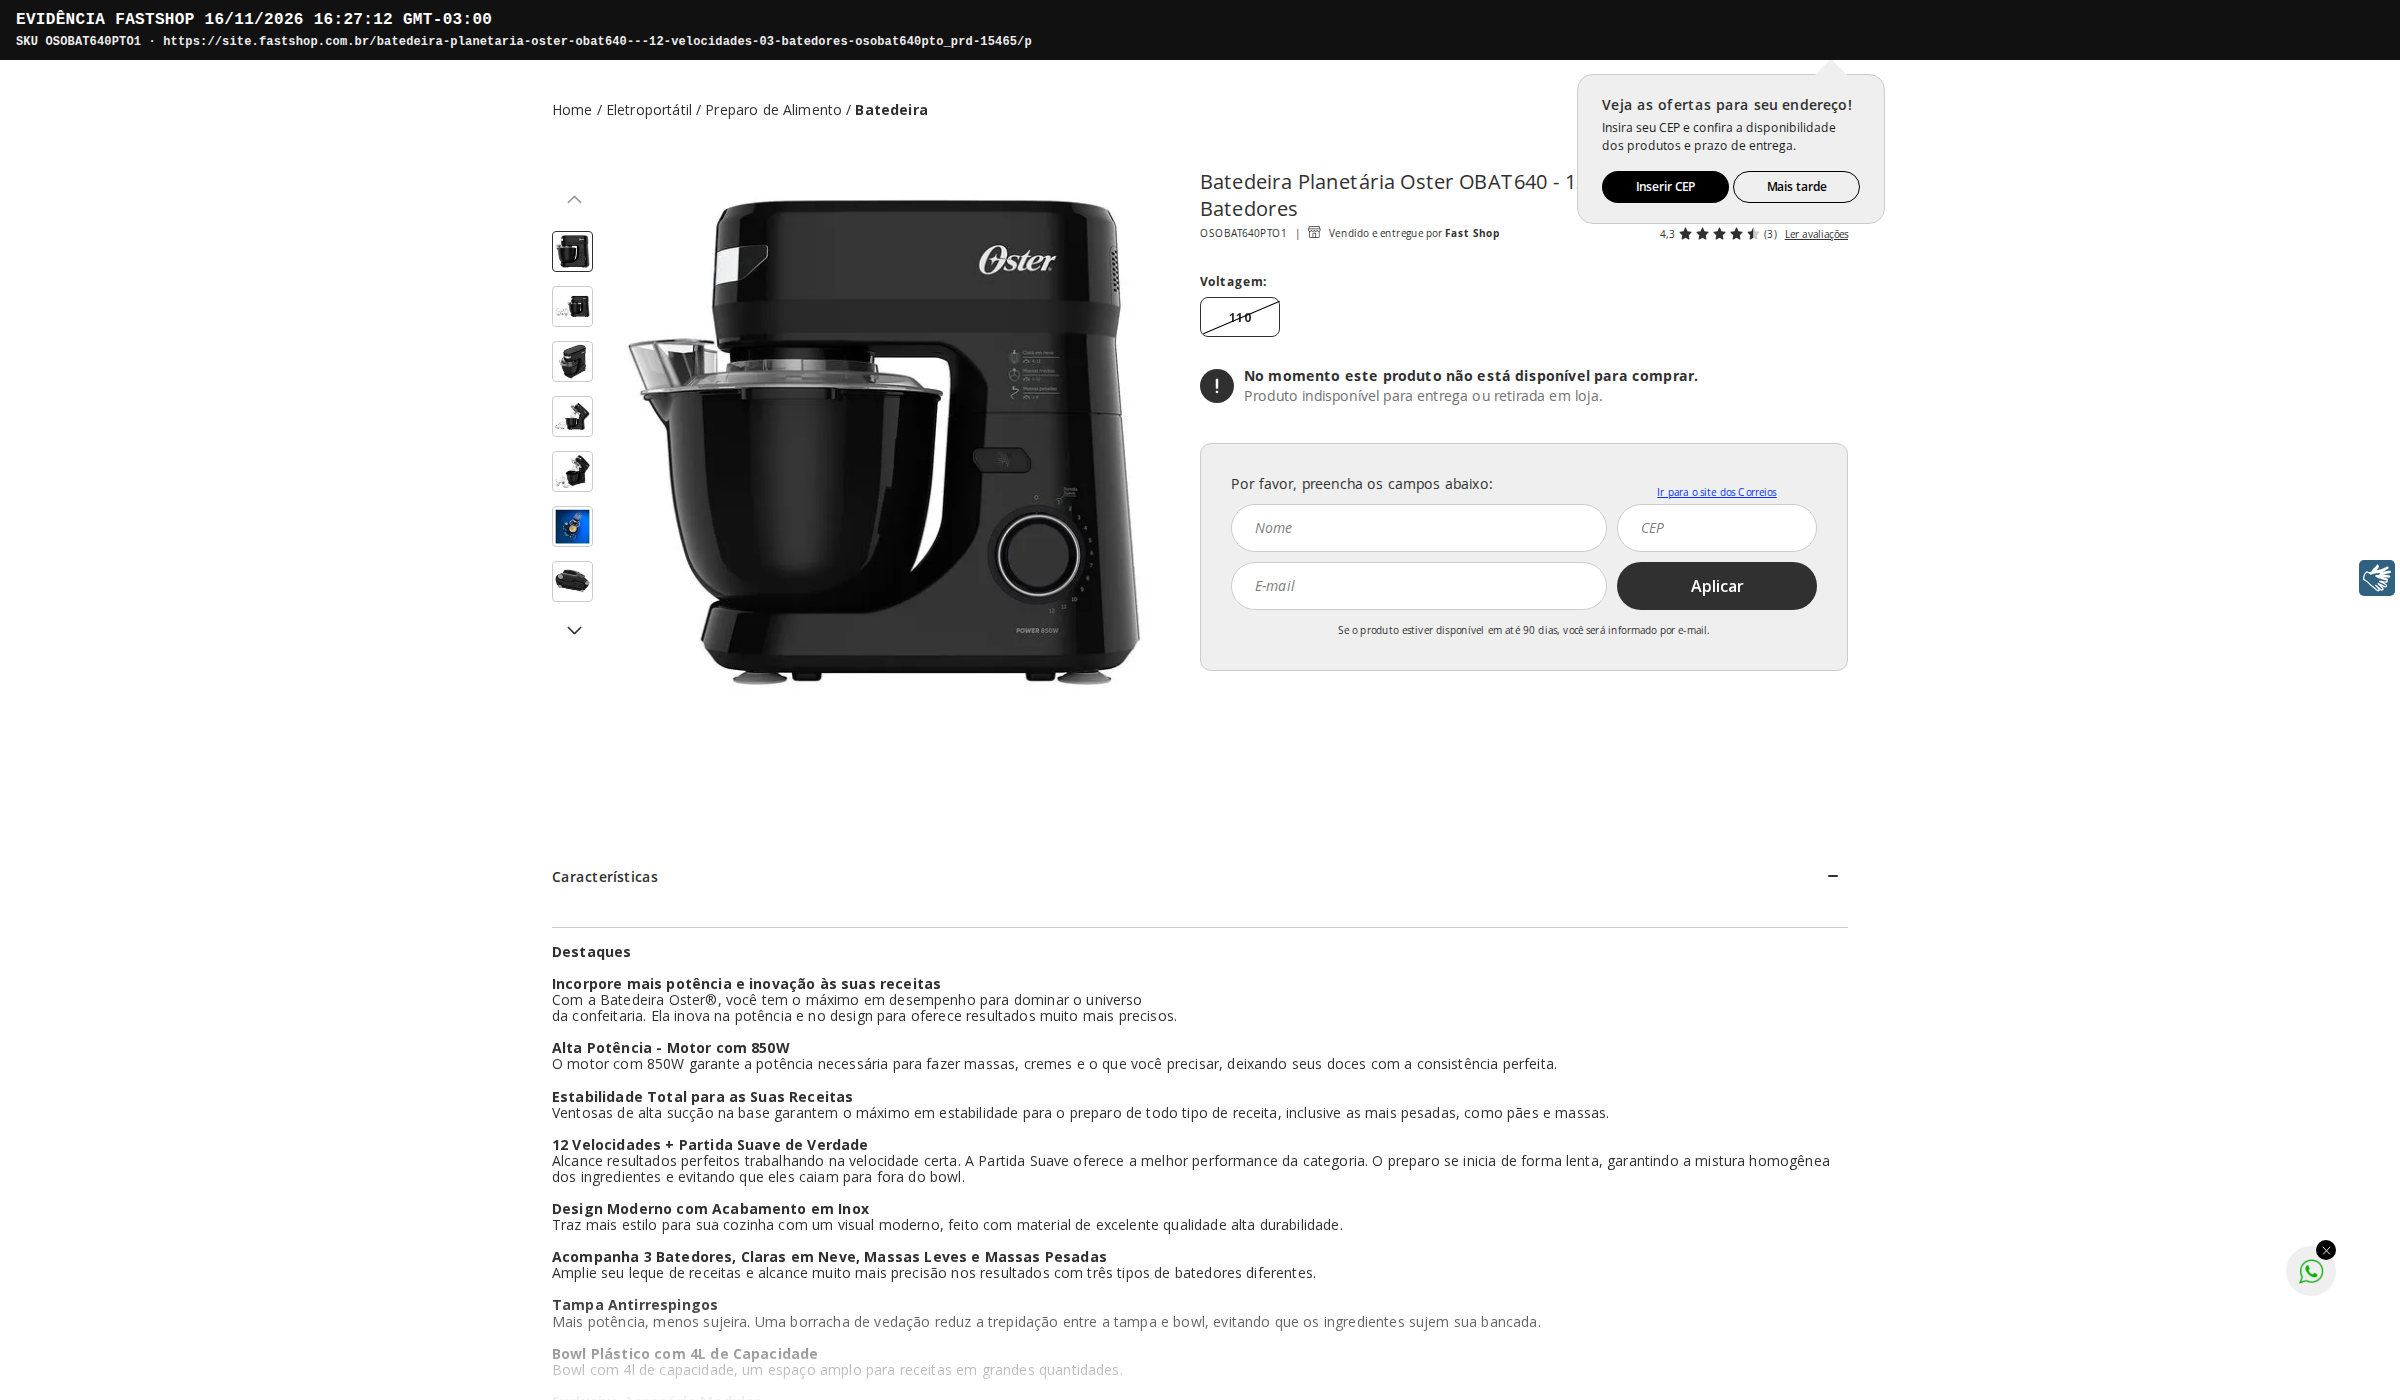 EVIDÊNCIA FASTSHOP 16/11/2026 16:27:12 GMT-03:00
SKU OSOBAT640PTO1 · https://site.fastshop.com.br/batedeira-planetaria-oster-obat640---12-velocidades-03-batedores-osobat640pto_prd-15465/p
Home / Eletroportátil / Preparo de Alimento / Batedeira
Veja as ofertas para seu endereço!
Insira seu CEP e confira a disponibilidade
dos produtos e prazo de entrega.
Inserir CEP
Mais tarde
Batedeira Planetária Oster OBAT640 - 1
Batedores
OSOBAT640PTO1 | Vendido e entregue por Fast Shop
4,3 (3) Ler avaliações
Oster
POWER 850W
Voltagem:
110
No momento este produto não está disponível para comprar.
Produto indisponível para entrega ou retirada em loja.
Por favor, preencha os campos abaixo:
Ir para o site dos Correios
Nome
CEP
E-mail
Aplicar
Se o produto estiver disponível em até 90 dias, você será informado por e-mail.
Características
Destaques
Incorpore mais potência e inovação às suas receitas
Com a Batedeira Oster®, você tem o máximo em desempenho para dominar o universo
da confeitaria. Ela inova na potência e no design para oferece resultados muito mais precisos.
Alta Potência - Motor com 850W
O motor com 850W garante a potência necessária para fazer massas, cremes e o que você precisar, deixando seus doces com a consistência perfeita.
Estabilidade Total para as Suas Receitas
Ventosas de alta sucção na base garantem o máximo em estabilidade para o preparo de todo tipo de receita, inclusive as mais pesadas, como pães e massas.
12 Velocidades + Partida Suave de Verdade
Alcance resultados perfeitos trabalhando na velocidade certa. A Partida Suave oferece a melhor performance da categoria. O preparo se inicia de forma lenta, garantindo a mistura homogênea
dos ingredientes e evitando que eles caiam para fora do bowl.
Design Moderno com Acabamento em Inox
Traz mais estilo para sua cozinha com um visual moderno, feito com material de excelente qualidade alta durabilidade.
Acompanha 3 Batedores, Claras em Neve, Massas Leves e Massas Pesadas
Amplie seu leque de receitas e alcance muito mais precisão nos resultados com três tipos de batedores diferentes.
Tampa Antirrespingos
Mais potência, menos sujeira. Uma borracha de vedação reduz a trepidação entre a tampa e bowl, evitando que os ingredientes sujem sua bancada.
Bowl Plástico com 4L de Capacidade
Bowl com 4l de capacidade, um espaço amplo para receitas em grandes quantidades.